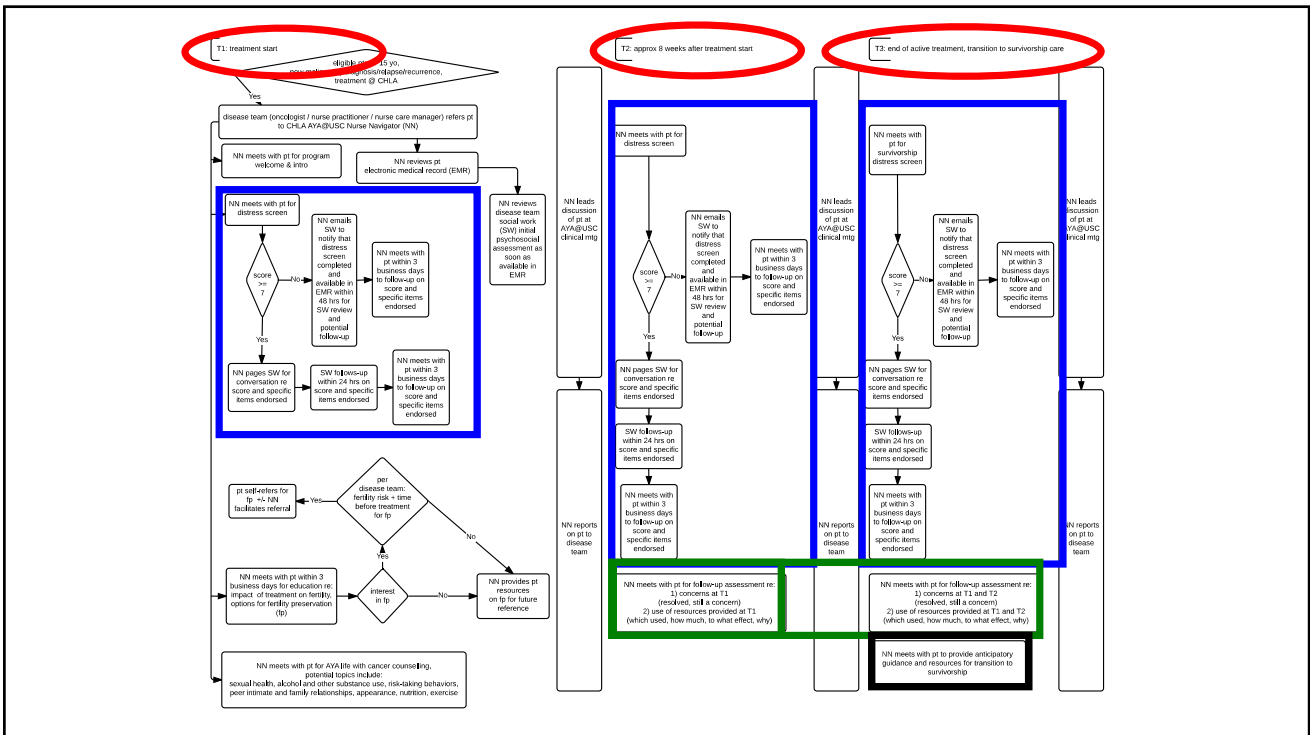 T1: treatment start
eligible pt
15 yo,
diagnosis/relapse/recurrence,
treatment @ CHLA
Yes
disease team (oncologist / nurse practitioner / nurse care manager) refers pt
to CHLA AYA@USC Nurse Navigator (NN)
NN meets with pt for program
welcome & intro
NN reviews pt
electronic medical record (EMR)
NN meets with pt for
distress screen
score
>=
7
No
NN emails
SW to
notify that
distress
screen
completed
and
available in
EMR within
48 hrs for
SW review
and
potential
follow-up
NN meets with
pt within 3
business days
to follow-up on
score and
specific items
endorsed
NN reviews
disease team
social work
(SW) initial
psychosocial
assessment as
soon as
available in
EMR
Yes
NN pages SW for
conversation re
score and specific
items endorsed
SW follows-up
within 24 hrs on
score and specific
items endorsed
NN meets with
pt within 3
business days
to follow-up on
score and
specific items
endorsed
per
disease team:
fertility risk + time
before treatment
for fp
Yes
pt self-refers for
fp +/- NN
facilitates referral
No
Yes
NN meets with pt within 3
business days for education re:
impact of treatment on fertility,
options for fertility preservation
(fp)
interest
in fp
No
NN provides pt
resources
on fp for future
reference
NN meets with pt for AYA life with cancer counseling,
potential topics include:
sexual health, alcohol and other substance use, risk-taking behaviors,
peer intimate and family relationships, appearance, nutrition, exercise
NN leads
discussion
of pt at
AYA@USC
clinical mtg
NN reports
on pt to
disease
team
T2: approx 8 weeks after treatment start
NN meets with pt for
distress screen
score
>=
7
No
NN emails
SW to
notify that
distress
screen
completed
and
available in
EMR within
48 hrs for
SW review
and
potential
follow-up
NN meets with
pt within 3
business days
to follow-up on
score and
specific items
endorsed
Yes
NN pages SW for
conversation re
score and specific
items endorsed
SW follows-up
within 24 hrs on
score and specific
items endorsed
NN meets with
pt within 3
business days
to follow-up on
score and
specific items
endorsed
NN meets with pt for follow-up assessment re:
1) concerns at T1
(resolved, still a concern)
2) use of resources provided at T1
(which used, how much, to what effect, why)
NN leads
discussion
of pt at
AYA@USC
clinical mtg
NN reports
on pt to
disease
team
T3: end of active treatment, transition to survivorship care
NN meets with
pt for
survivorship
distress screen
score
>=
7
No
NN emails
SW to
notify that
distress
screen
completed
and
available in
EMR within
48 hrs for
SW review
and
potential
follow-up
NN meets with
pt within 3
business days
to follow-up on
score and
specific items
endorsed
Yes
NN pages SW for
conversation re
score and specific
items endorsed
SW follows-up
within 24 hrs on
score and specific
items endorsed
NN meets with
pt within 3
business days
to follow-up on
score and
specific items
endorsed
NN meets with pt for follow-up assessment re:
1) concerns at T1 and T2
(resolved, still a concern)
2) use of resources provided at T1 and T2
(which used, how much, to what effect, why)
NN meets with pt to provide anticipatory
guidance and resources for transition to
survivorship
NN leads
discussion
of pt at
AYA@USC
clinical mtg
NN reports
on pt to
disease
team